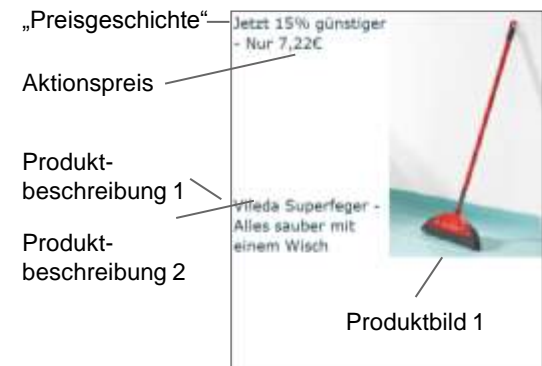 „Preisgeschichte“
Jetzt 15% günstiger
- Nur 7,22€
Aktionspreis
Produkt-
beschreibung 1
Produkt-
beschreibung 2
Vileda Superfeger -
Alles sauber mit
einem Wisch
Produktbild 1